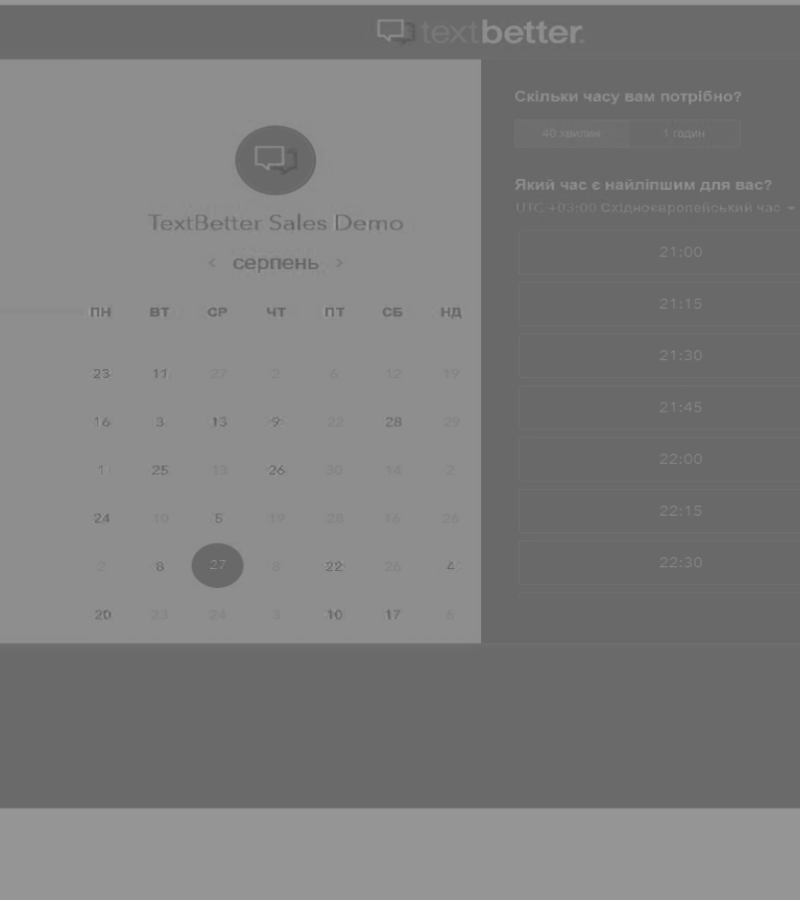 textbetter.
TextBetter Sales Demo
< серпень >
ПН ВТ СР ЧТ ПТ СБ НД
23 11 27 2 6 12 19
16 3 13 9 22 28 29
1 25 13 26 30 14 2
24 10 5 19 28 16 26
2 8 27 8 22 26 4
20 23 24 3 10 17 6
Скільки часу вам потрібно?
40 хвилин 1 годин
Який час є найліпшим для вас?
UTC +03:00 Східноєвропейський час
21:00
21:15
21:30
21:45
22:00
22:15
22:30